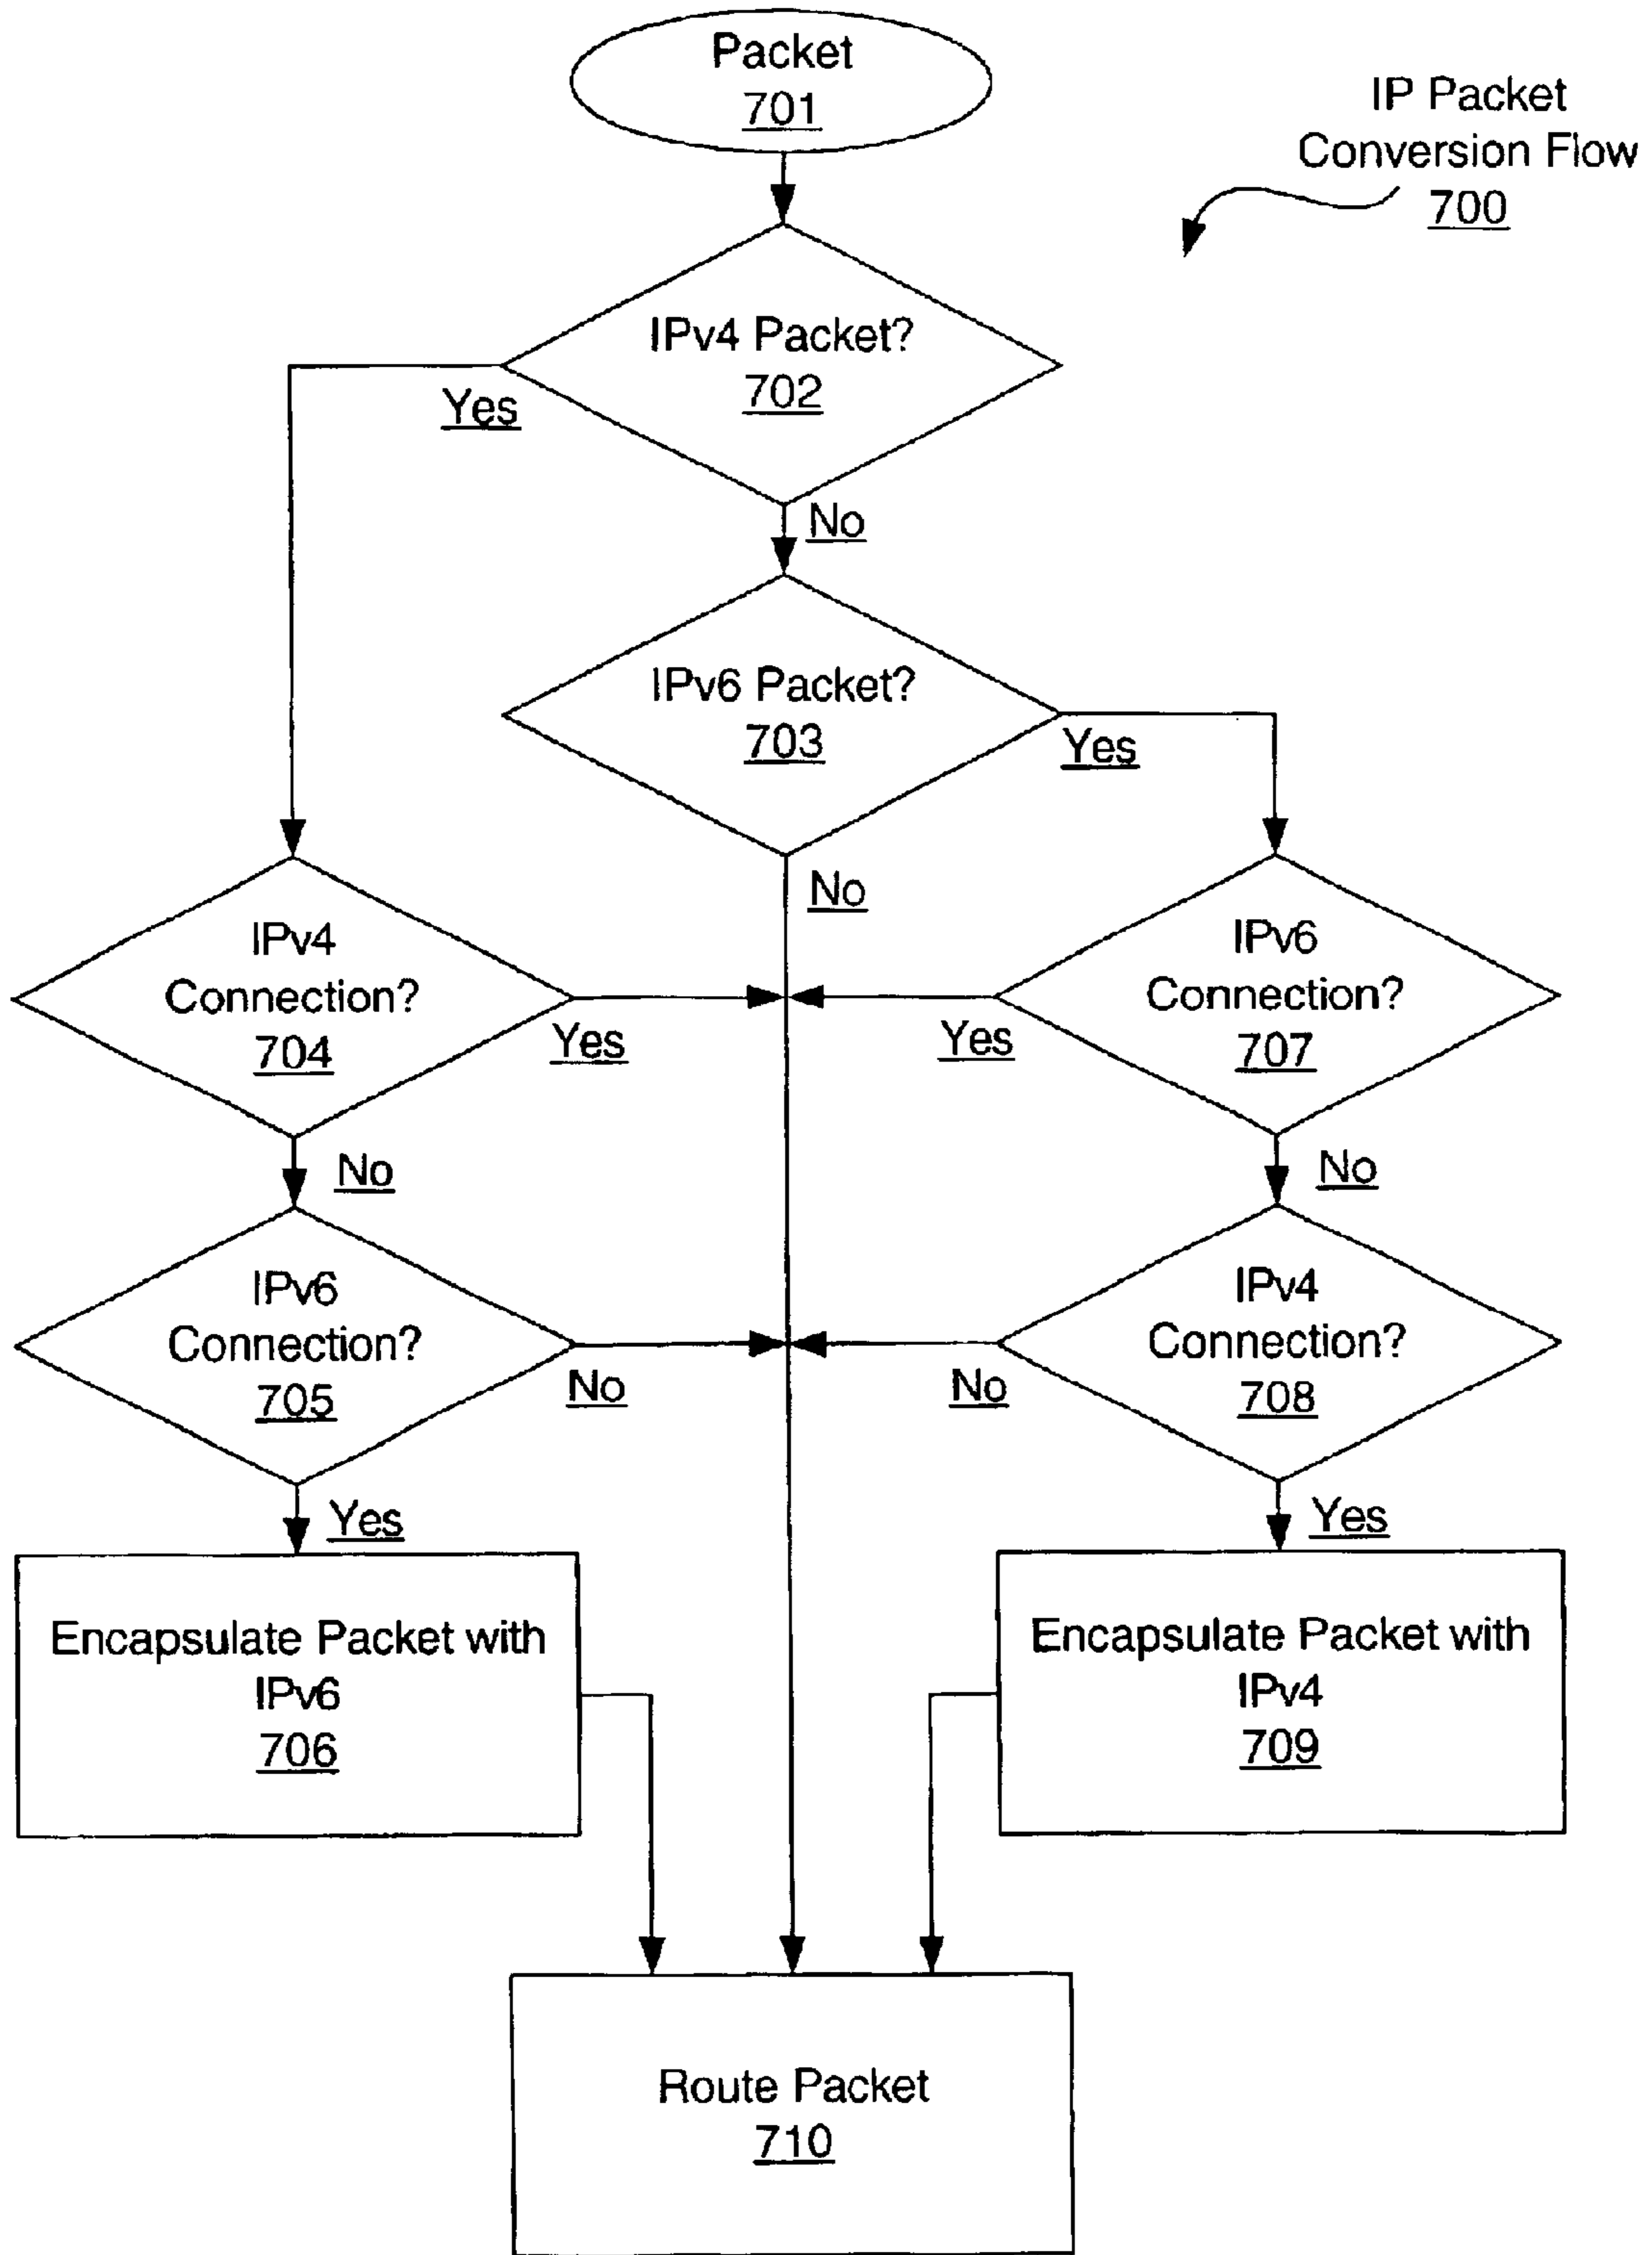 Packet
701
IP Packet
Conversion Flow
700
IPv4 Packet?
702
Yes
No
IPv6 Packet?
703
Yes
No
IPv4
Connection?
704
Yes
IPv6
Connection?
707
Yes
No
No
IPv6
Connection?
705
No
IPv4
Connection?
708
No
Yes
Yes
Encapsulate Packet with
IPv6
706
Encapsulate Packet with
IPv4
709
Route Packet
710